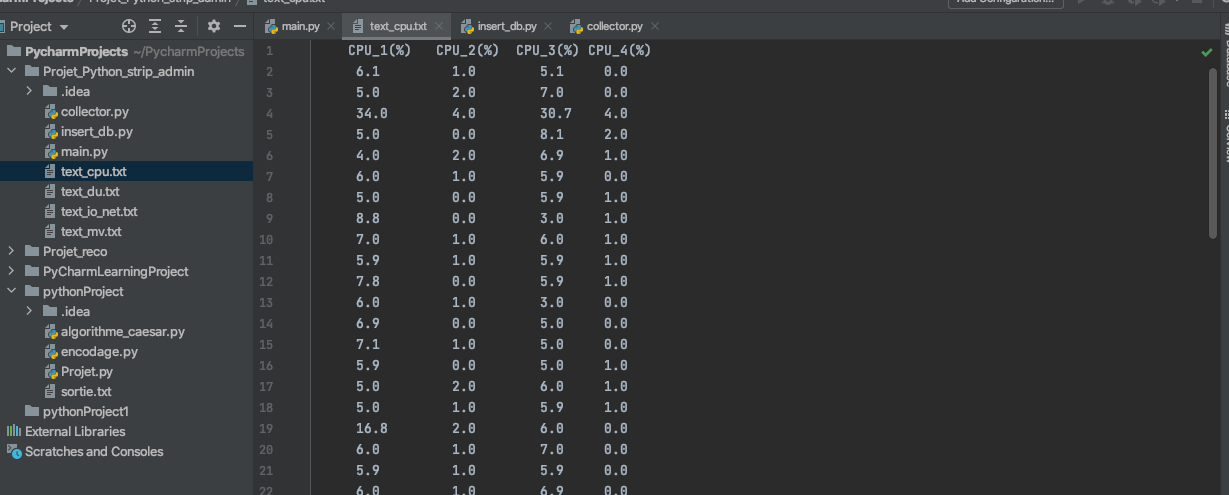 Projet_Python_strip_admin text_cpu.txt
Project main.py text_cpu.txt insert_db.py collector.py
PycharmProjects ~/PycharmProjects
Projet_Python_strip_admin
.idea
collector.py
insert_db.py
main.py
text_cpu.txt
text_du.txt
text_io_net.txt
text_mv.txt
Projet_reco
PyCharmLearningProject
pythonProject
.idea
algorithme_caesar.py
encodage.py
Projet.py
sortie.txt
pythonProject1
External Libraries
Scratches and Consoles
1 CPU_1(%) CPU_2(%) CPU_3(%) CPU_4(%)
2 6.1 1.0 5.1 0.0
3 5.0 2.0 7.0 0.0
4 34.0 4.0 30.7 4.0
5 5.0 0.0 8.1 2.0
6 4.0 2.0 6.9 1.0
7 6.0 1.0 5.9 0.0
8 5.0 0.0 5.9 1.0
9 8.8 0.0 3.0 1.0
10 7.0 1.0 6.0 1.0
11 5.9 1.0 5.9 1.0
12 7.8 0.0 5.9 1.0
13 6.0 1.0 3.0 0.0
14 6.9 0.0 5.0 0.0
15 7.1 1.0 5.0 0.0
16 5.9 0.0 5.0 1.0
17 5.0 2.0 6.0 1.0
18 5.0 1.0 5.9 1.0
19 16.8 2.0 6.0 0.0
20 6.0 1.0 7.0 0.0
21 5.9 1.0 5.9 0.0
22 6.0 1.0 6.9 0.0